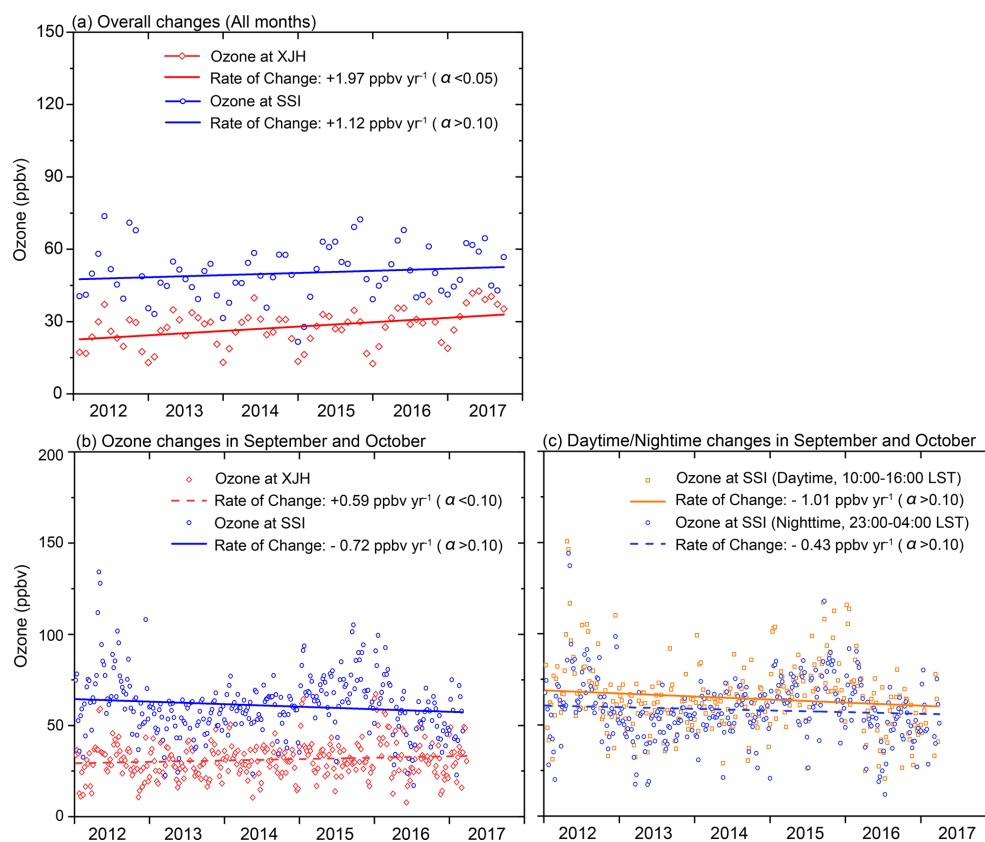 (a) Overall changes (All months)
150
120
90
60
30
0
Ozone (ppbv)
Ozone at XJH
Rate of Change: +1.97 ppbv yr⁻¹ ( α <0.05)
Ozone at SSI
Rate of Change: +1.12 ppbv yr⁻¹ ( α >0.10)
2012 2013 2014 2015 2016 2017
(b) Ozone changes in September and October
200
150
100
50
0
Ozone (ppbv)
Ozone at XJH
Rate of Change: +0.59 ppbv yr⁻¹ ( α <0.10)
Ozone at SSI
Rate of Change: - 0.72 ppbv yr⁻¹ ( α >0.10)
2012 2013 2014 2015 2016 2017
(c) Daytime/Nightime changes in September and October
Ozone at SSI (Daytime, 10:00-16:00 LST)
Rate of Change: - 1.01 ppbv yr⁻¹ ( α >0.10)
Ozone at SSI (Nighttime, 23:00-04:00 LST)
Rate of Change: - 0.43 ppbv yr⁻¹ ( α >0.10)
2012 2013 2014 2015 2016 2017